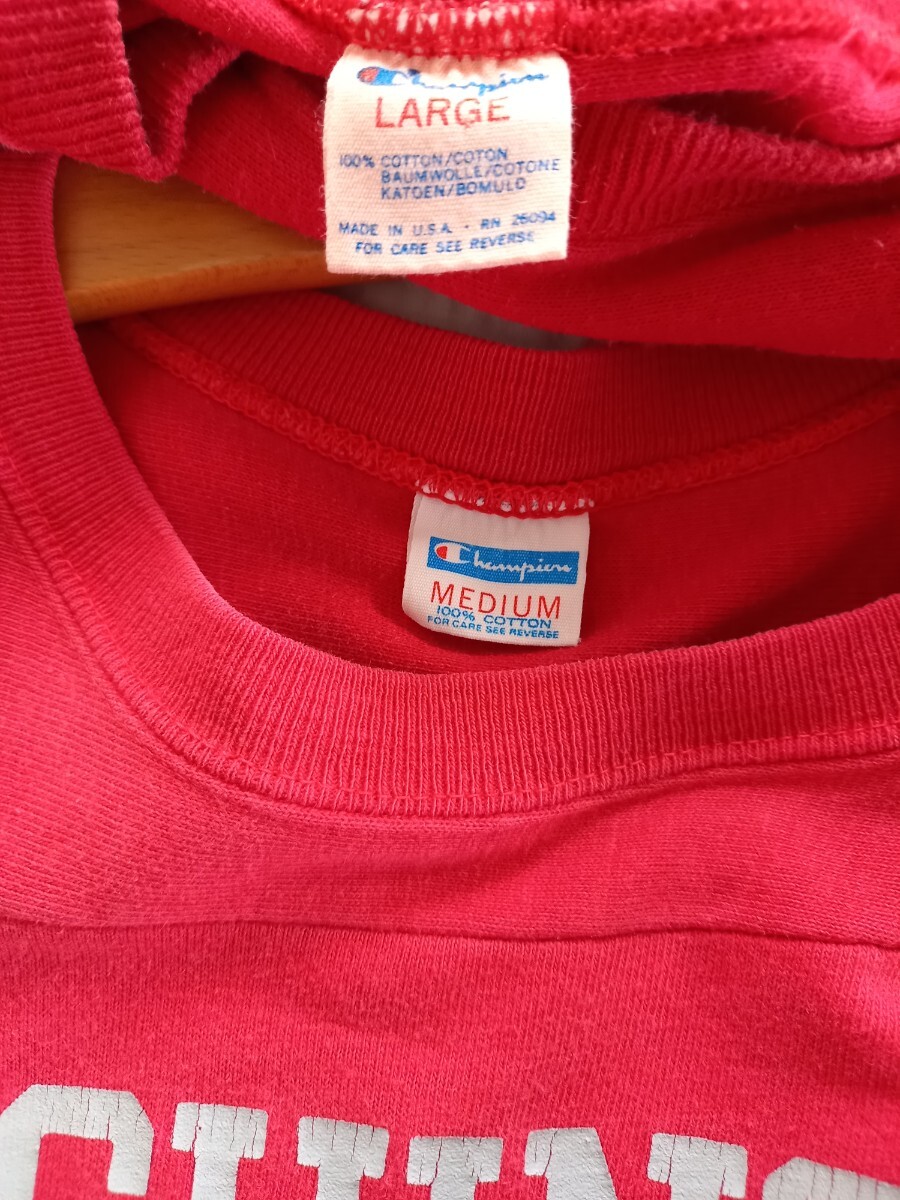 Champion
LARGE
100% COTTON/COTON
BAUMWOLLE/COTONE
KATOEN/BOMULD
MADE IN U.S.A. - RN 26094
FOR CARE SEE REVERSE
Champion
MEDIUM
100% COTTON
FOR CARE SEE REVERSE